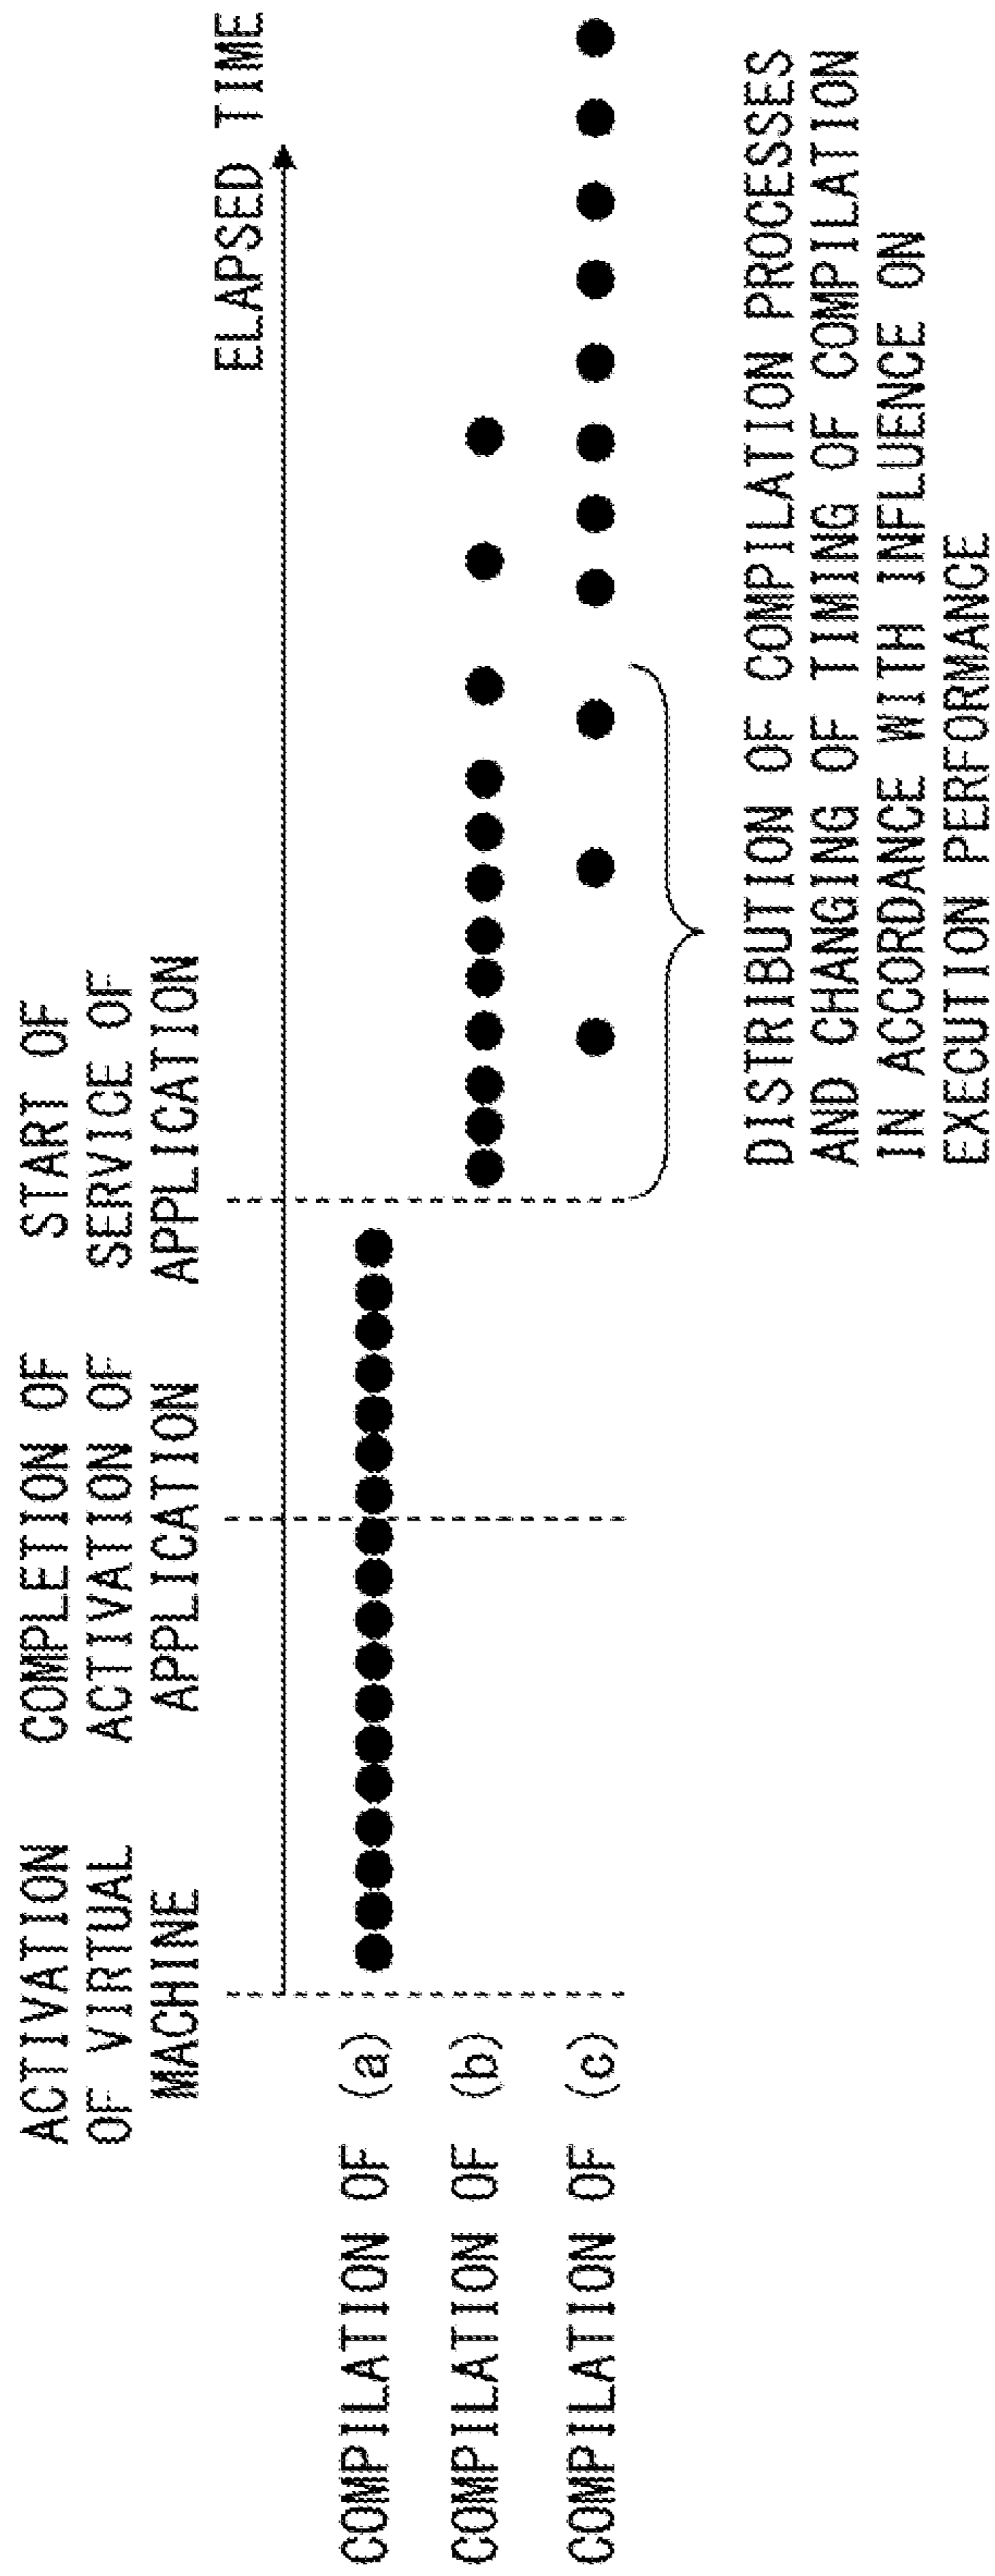 ACTIVATION
OF VIRTUAL
MACHINE
COMPLETION OF
ACTIVATION OF
APPLICATION
START OF
SERVICE OF
APPLICATION
ELAPSED TIME
COMPILATION OF (a)
COMPILATION OF (b)
COMPILATION OF (c)
DISTRIBUTION OF COMPILATION PROCESSES
AND CHANGING OF TIMING OF COMPILATION
IN ACCORDANCE WITH INFLUENCE ON
EXECUTION PERFORMANCE